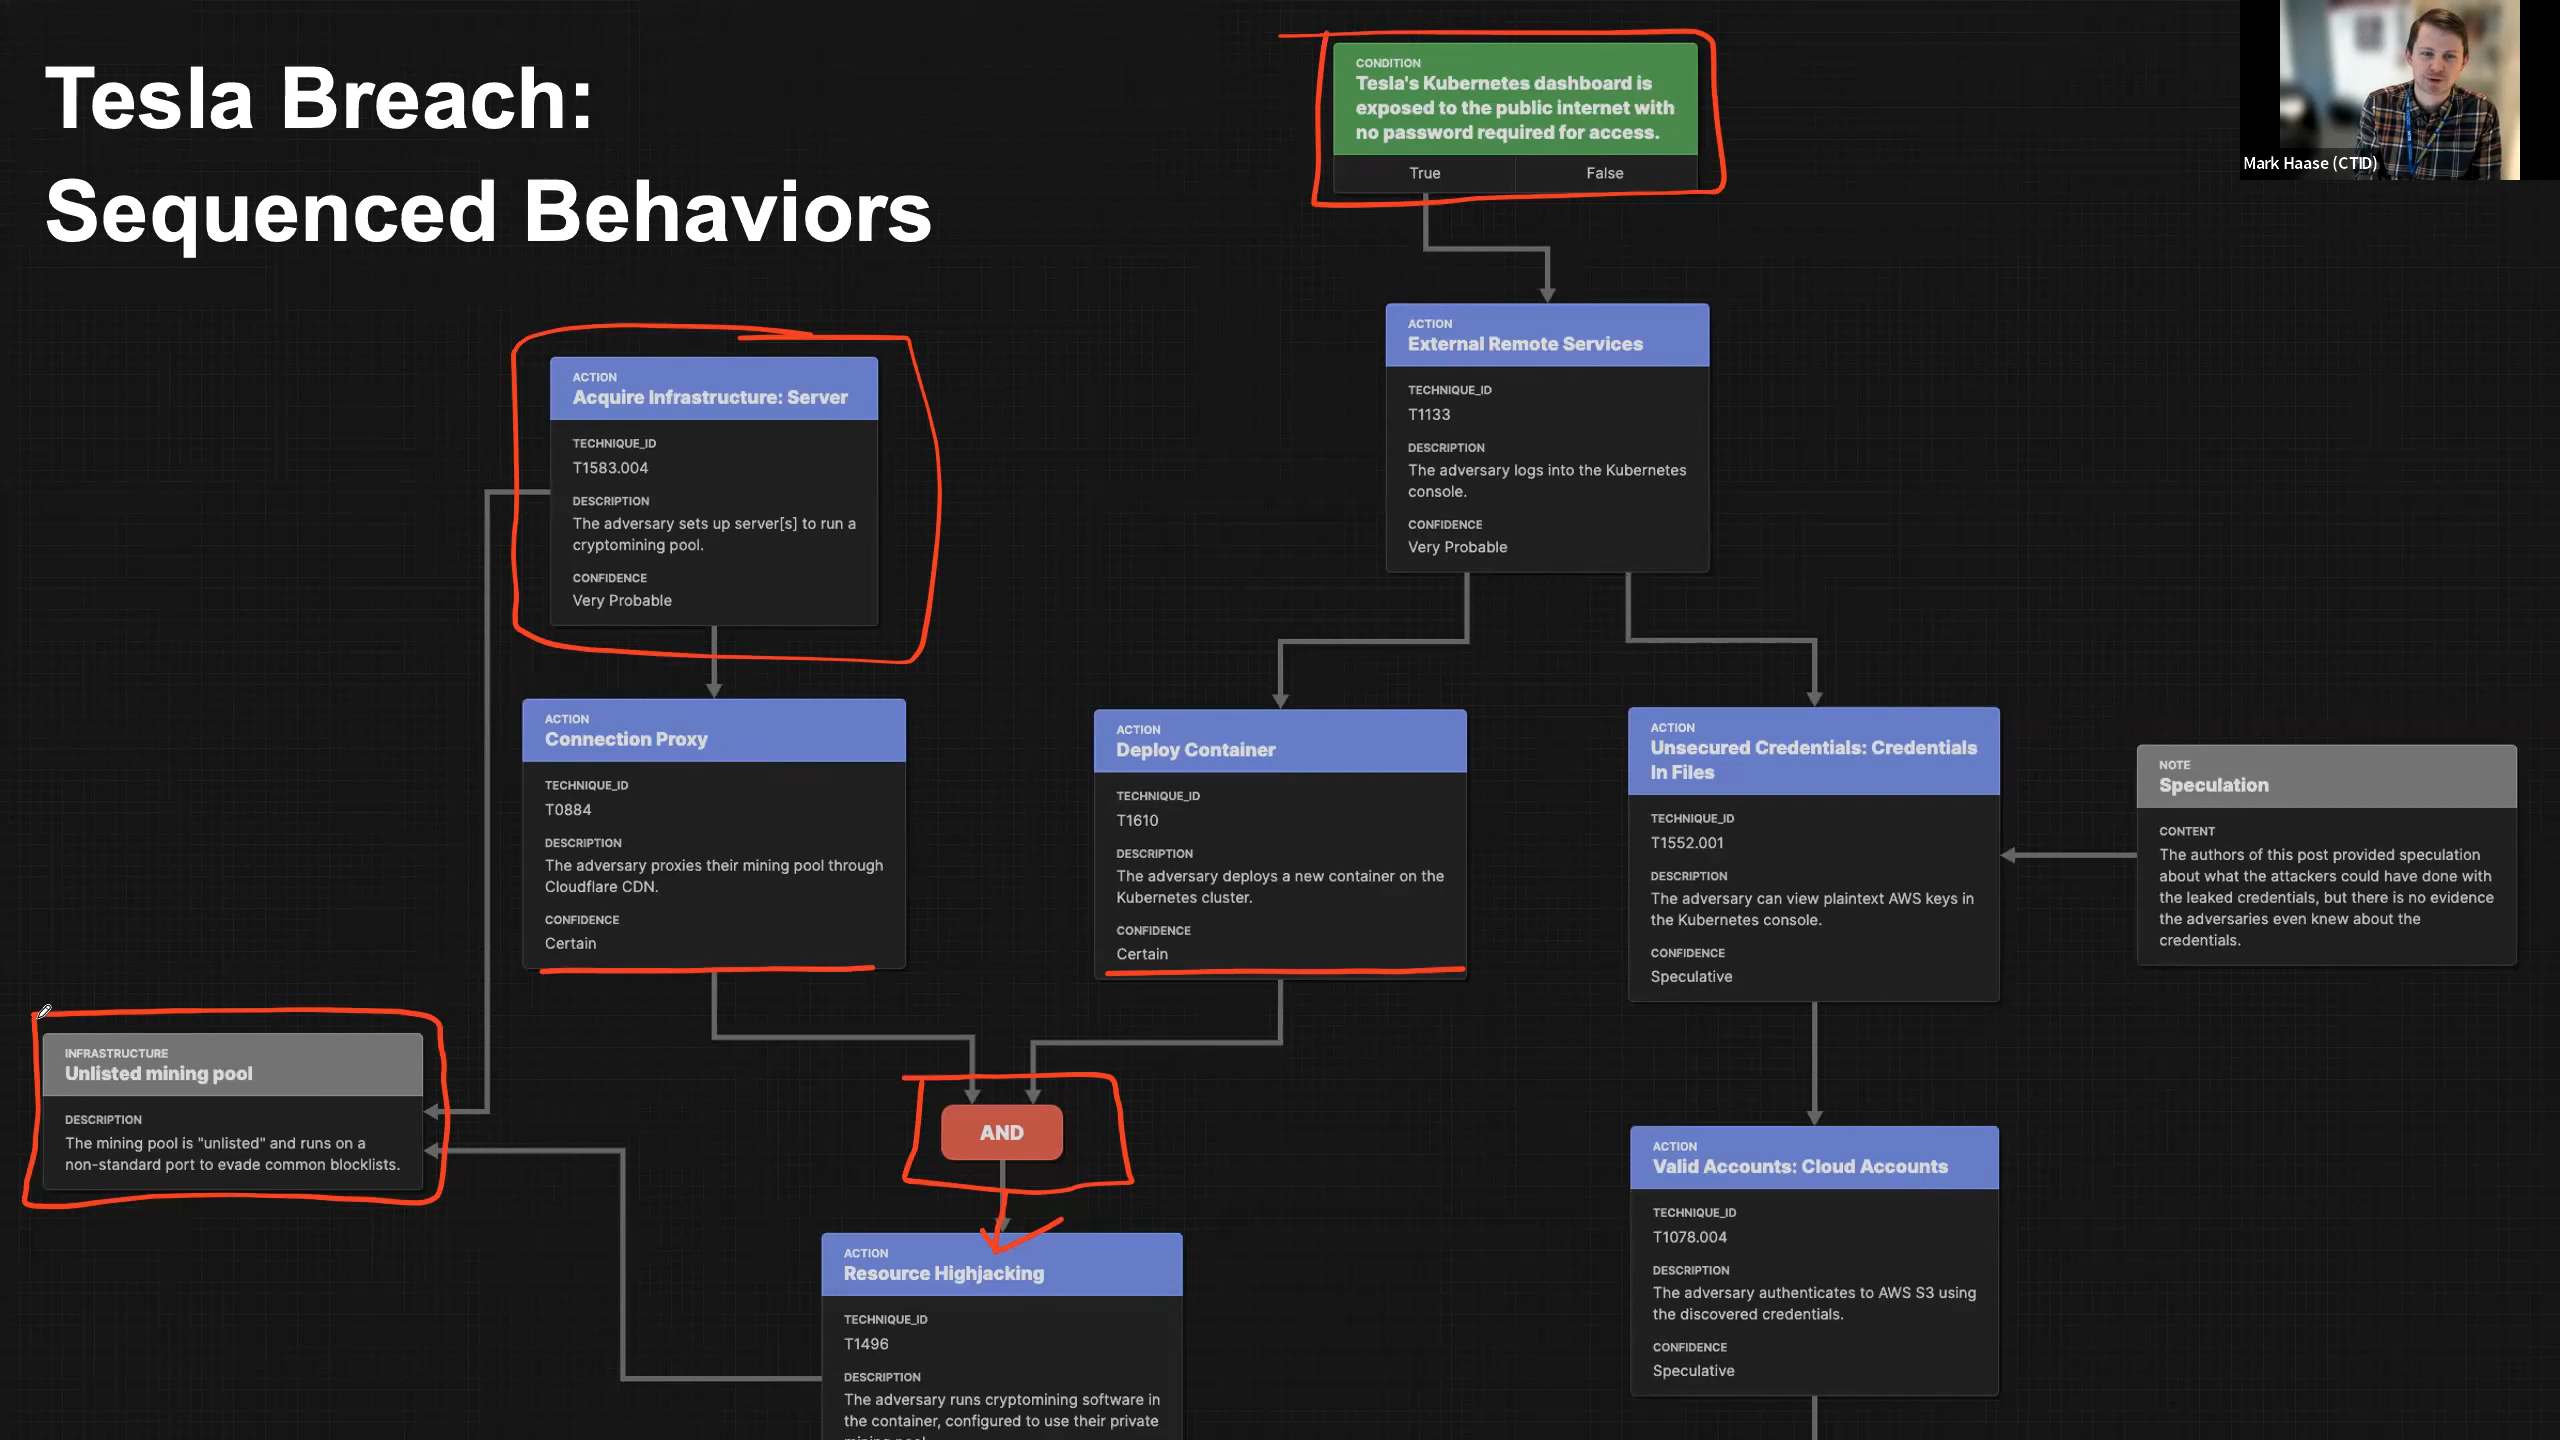 Tesla Breach:
Sequenced Behaviors
CONDITION
Tesla's Kubernetes dashboard is
exposed to the public internet with
no password required for access.
True
False
Mark Haase (CTID)
ACTION
External Remote Services
TECHNIQUE_ID
T1133
DESCRIPTION
The adversary logs into the Kubernetes
console.
CONFIDENCE
Very Probable
ACTION
Acquire Infrastructure: Server
TECHNIQUE_ID
T1583.004
DESCRIPTION
The adversary sets up server[s] to run a
cryptomining pool.
CONFIDENCE
Very Probable
ACTION
Connection Proxy
TECHNIQUE_ID
T0884
DESCRIPTION
The adversary proxies their mining pool through
Cloudflare CDN.
CONFIDENCE
Certain
ACTION
Deploy Container
TECHNIQUE_ID
T1610
DESCRIPTION
The adversary deploys a new container on the
Kubernetes cluster.
CONFIDENCE
Certain
ACTION
Unsecured Credentials: Credentials
In Files
TECHNIQUE_ID
T1552.001
DESCRIPTION
The adversary can view plaintext AWS keys in
the Kubernetes console.
CONFIDENCE
Speculative
NOTE
Speculation
CONTENT
The authors of this post provided speculation
about what the attackers could have done with
the leaked credentials, but there is no evidence
the adversaries even knew about the
credentials.
INFRASTRUCTURE
Unlisted mining pool
DESCRIPTION
The mining pool is "unlisted" and runs on a
non-standard port to evade common blocklists.
AND
ACTION
Resource Highjacking
TECHNIQUE_ID
T1496
DESCRIPTION
The adversary runs cryptomining software in
the container, configured to use their private
ACTION
Valid Accounts: Cloud Accounts
TECHNIQUE_ID
T1078.004
DESCRIPTION
The adversary authenticates to AWS S3 using
the discovered credentials.
CONFIDENCE
Speculative